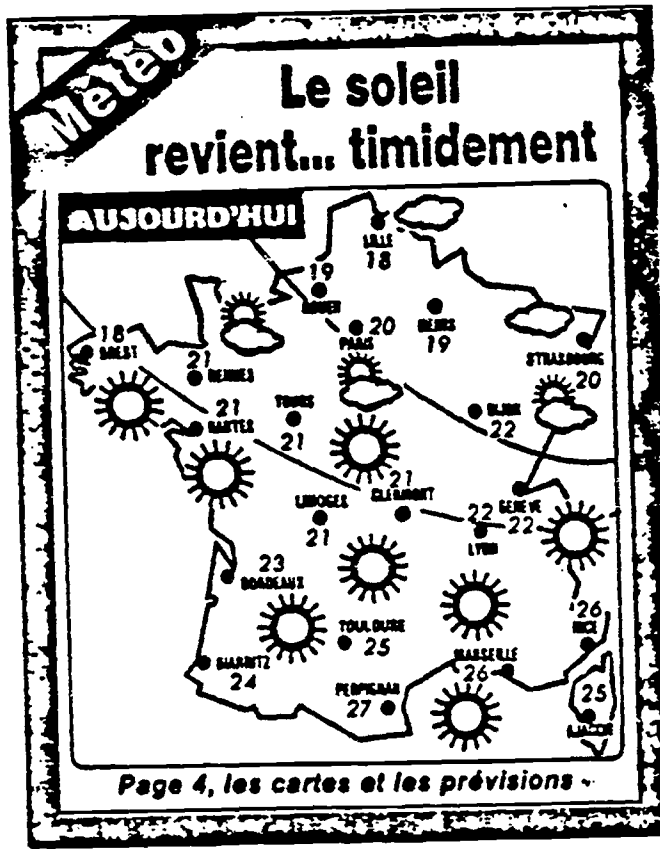 Météo
Le soleil
revient... timidement
AUJOURD'HUI
LILLE
18
19
ROUEN
18
BREST
20
PARIS
REIMS
19
STRASBOURG
20
21
RENNES
21
NANTES
TOURS
21
DIJON
22
21
CLERMONT
LIMOGES
21
22
LYON
GENEVE
22
23
BORDEAUX
TOULOUSE
25
BIARRITZ
24
PERPIGNAN
27
MARSEILLE
26
26
NICE
25
AJACCIO
Page 4, les cartes et les prévisions